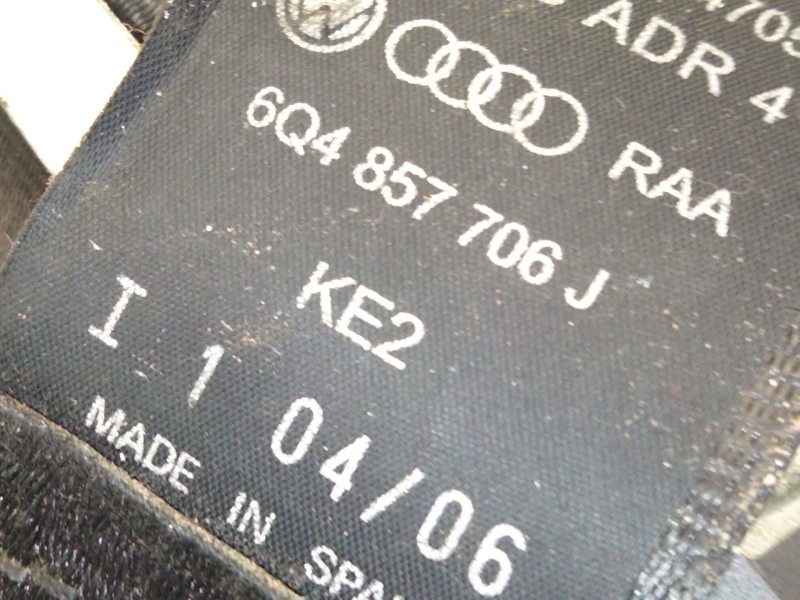 ADR 4
6Q4 857 706 J RAA
KE2
I 1 04/06
MADE IN